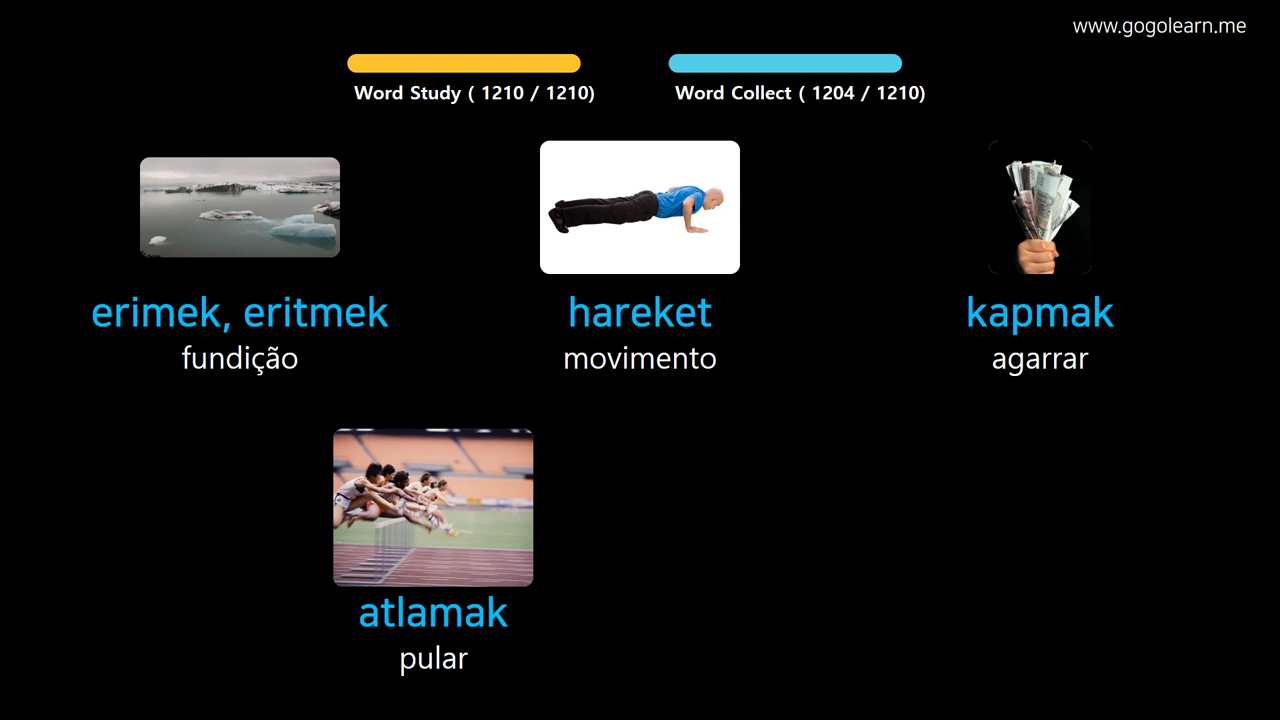 www.gogolearn.me
Word Study ( 1210 / 1210)
Word Collect ( 1204 / 1210)
erimek, eritmek
fundição
hareket
movimento
kapmak
agarrar
atlamak
pular